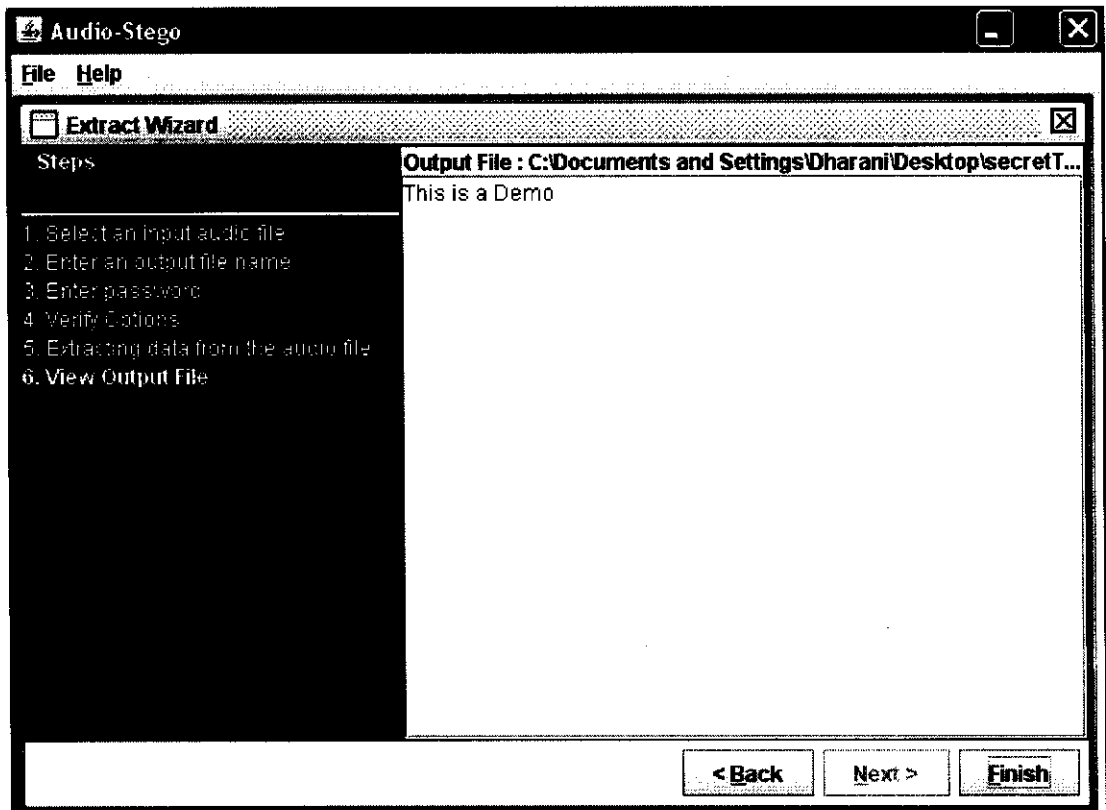 Audio-Stego
File Help
Extract Wizard
Steps
Output File : C:\Documents and Settings\Dharani\Desktop\secretT...
This is a Demo
1. Select an input audio file
2. Enter an output file name
3. Enter password
4. Verify Options
5. Extracting data from the audio file
6. View Output File
< Back Next > Finish